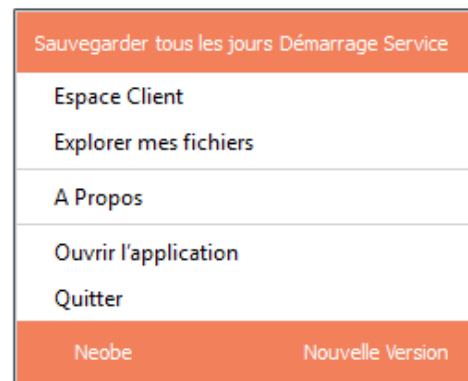 Sauvegarder tous les jours Démarrage Service
Espace Client
Explorer mes fichiers
A Propos
Ouvrir l'application
Quitter
Neobe Nouvelle Version